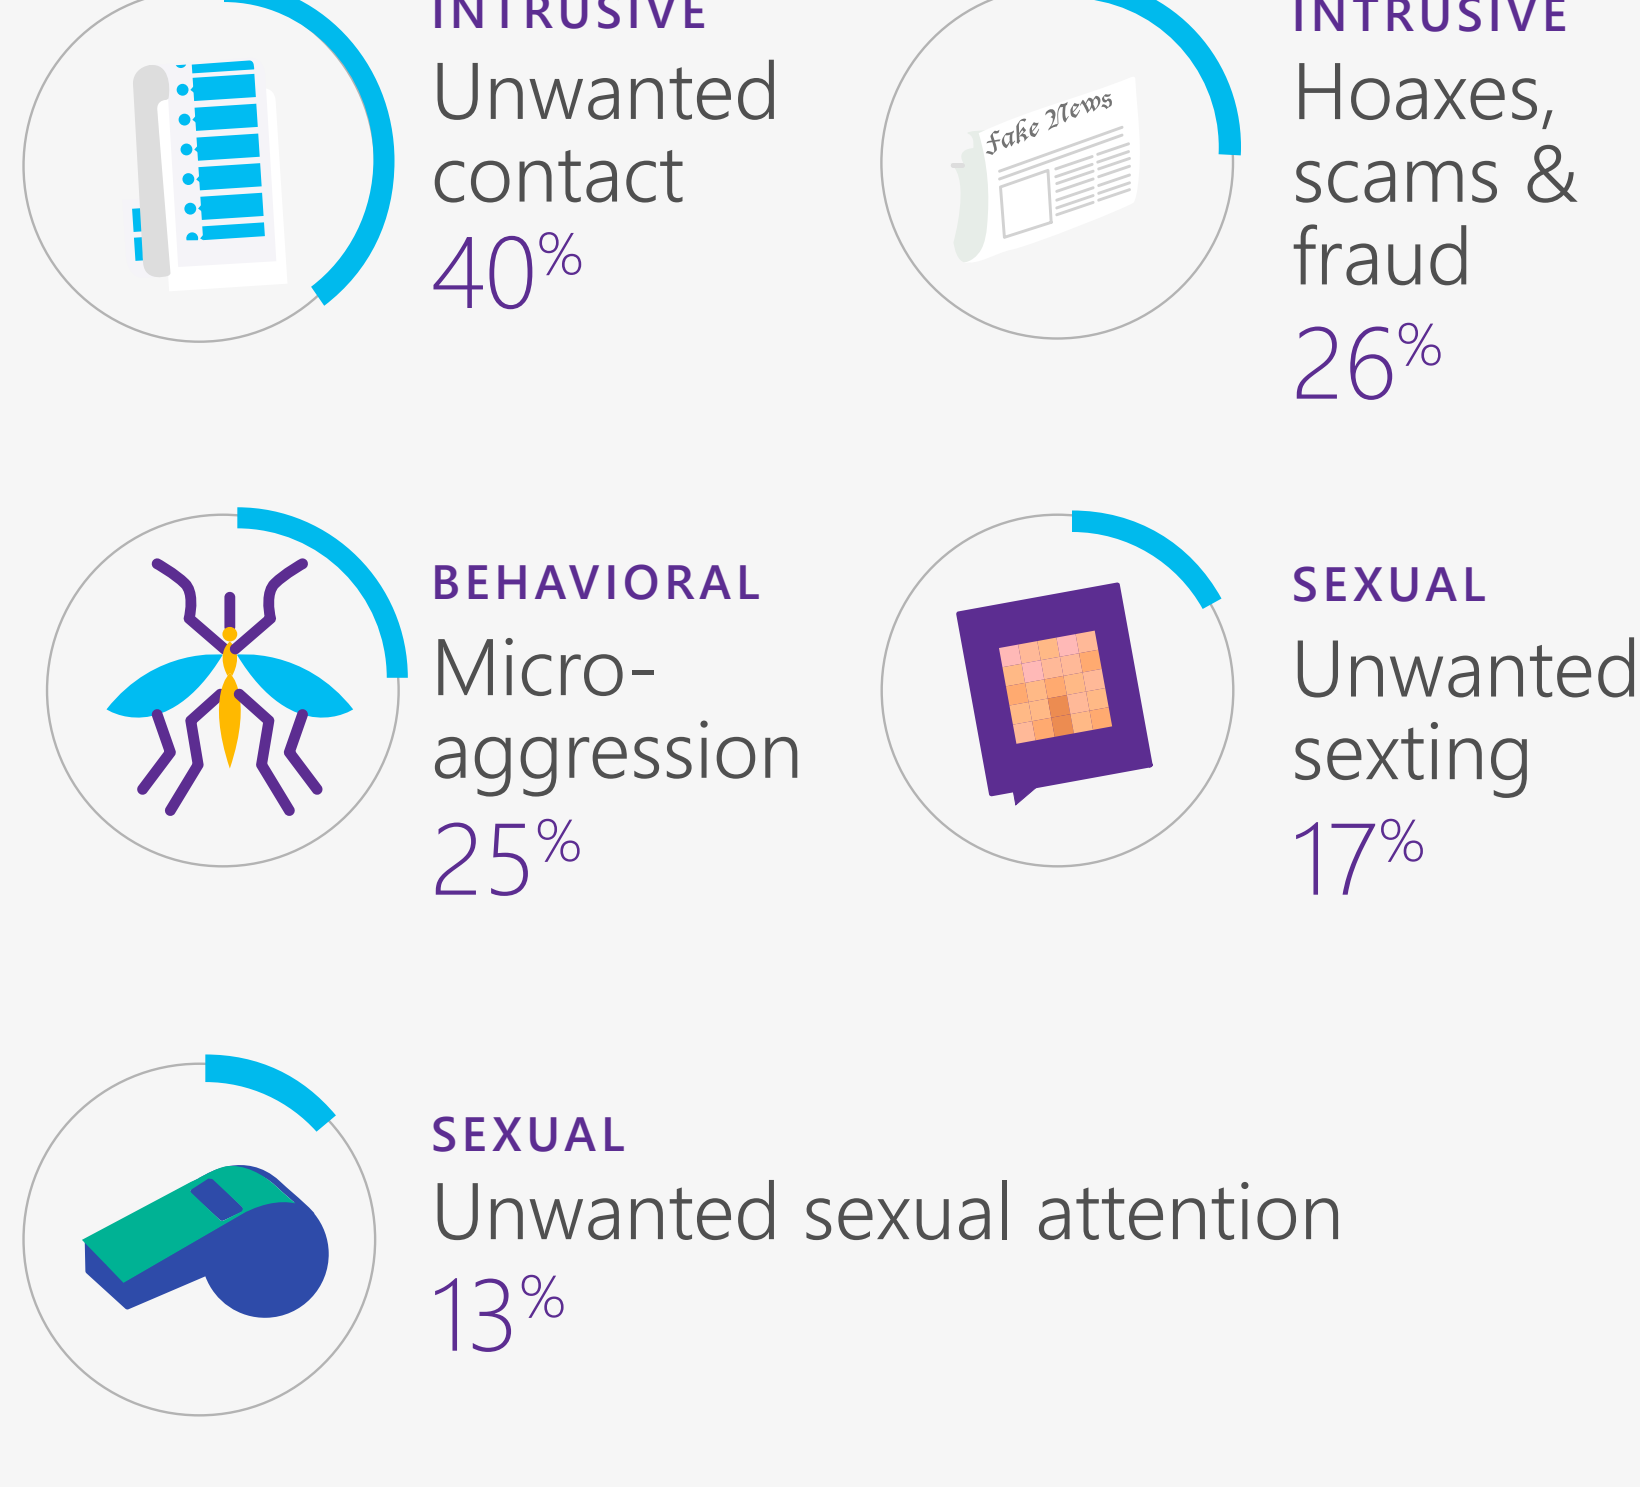 INTRUSIVE
Unwanted
contact
40%
INTRUSIVE
Hoaxes,
scams &
fraud
26%
Fake News
BEHAVIORAL
Micro-
aggression
25%
SEXUAL
Unwanted
sexting
17%
SEXUAL
Unwanted sexual attention
13%